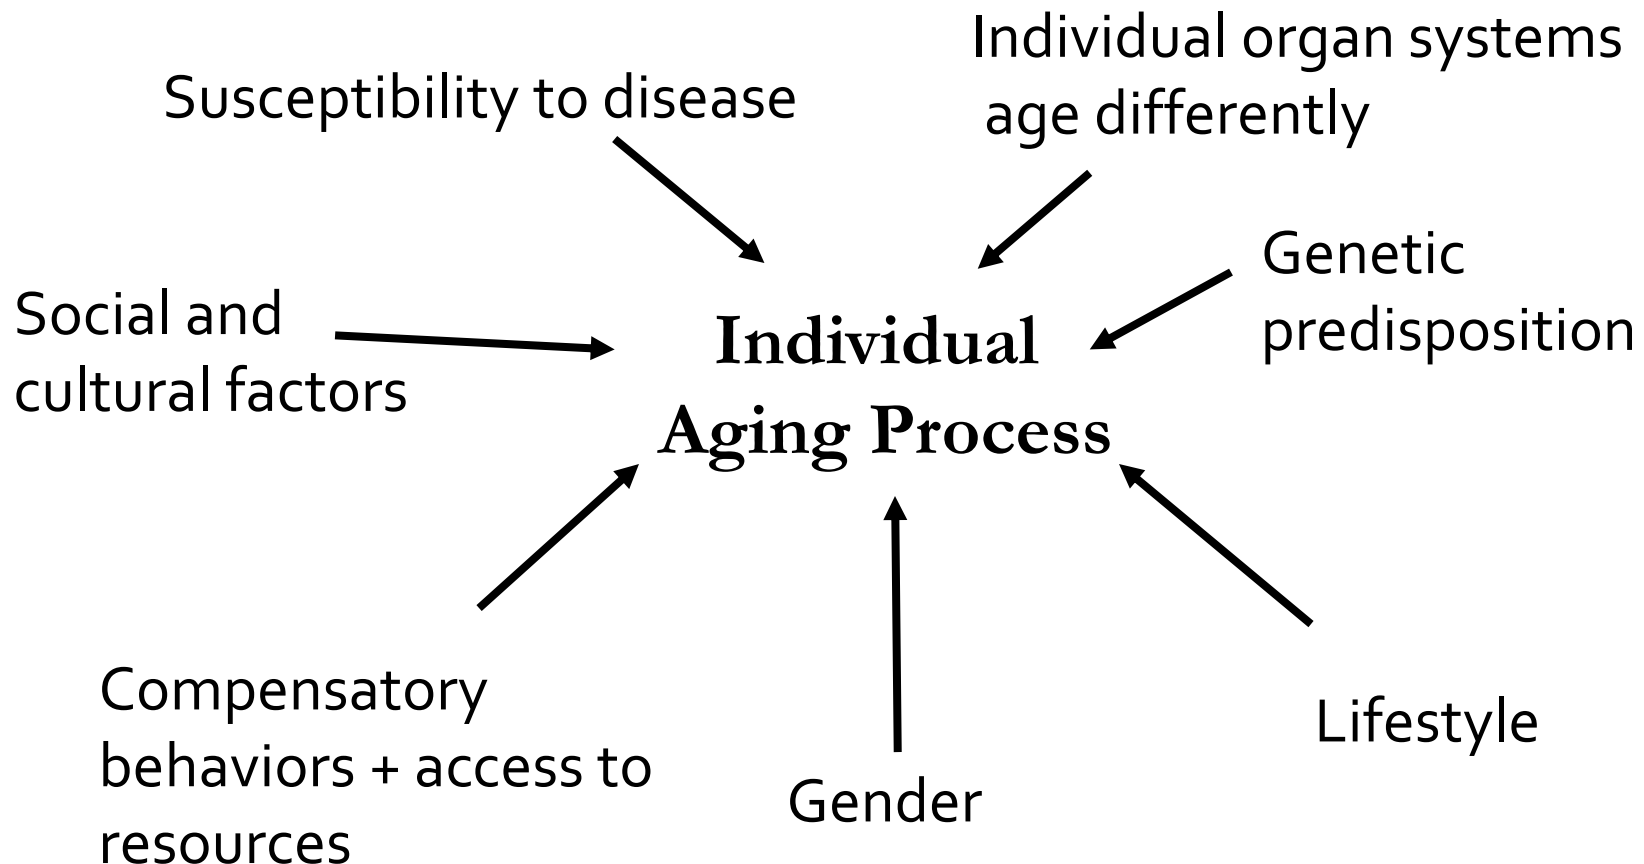 Susceptibility to disease
Individual organ systems
age differently
Genetic
predisposition
Social and
cultural factors
Individual
Aging Process
Compensatory
behaviors + access to
resources
Gender
Lifestyle